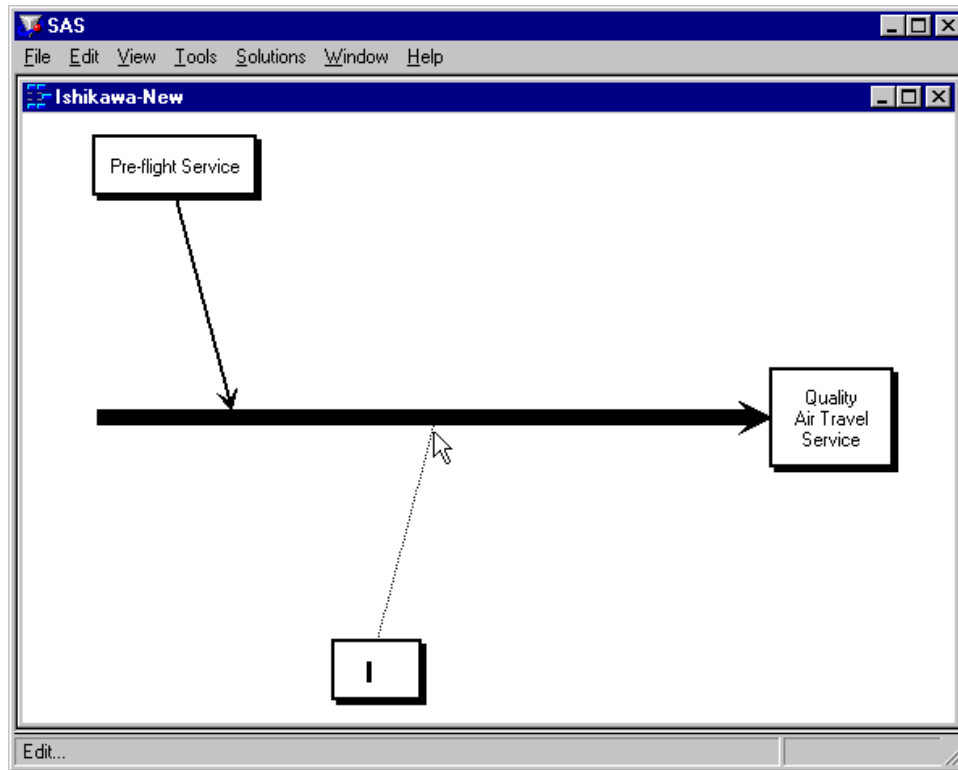 SAS
File Edit View Tools Solutions Window Help
Ishikawa-New
Pre-flight Service
Quality
Air Travel
Service
Edit...